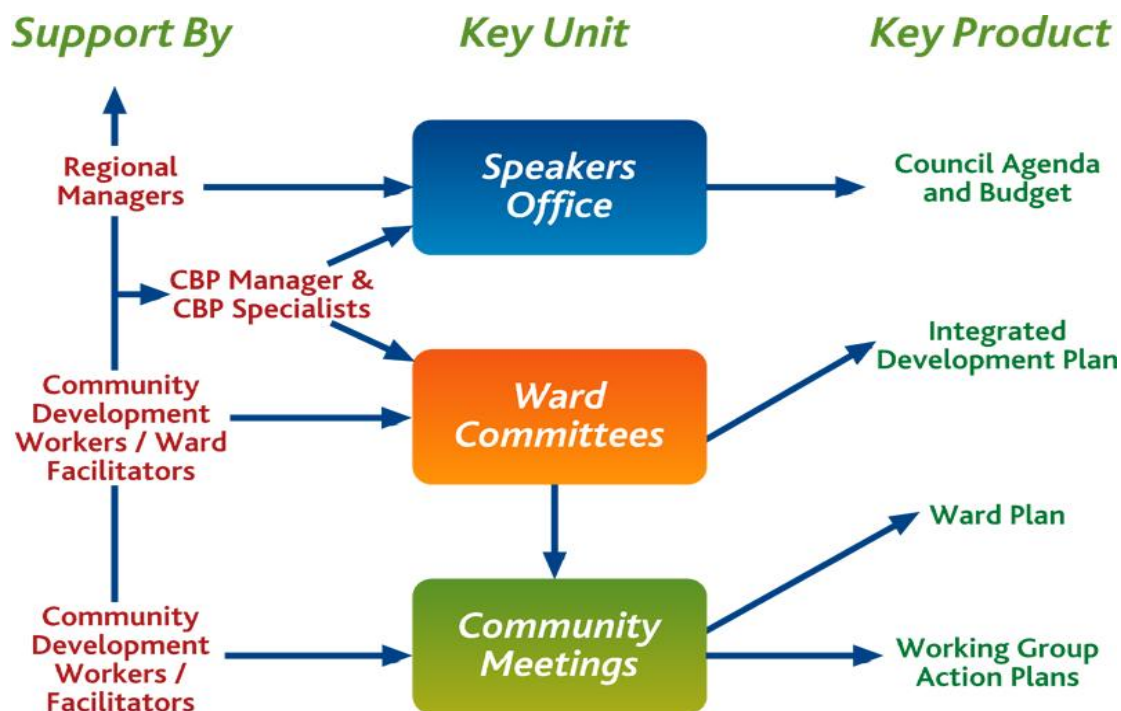 Support By
Key Unit
Key Product
Regional
Managers
Speakers
Office
Council Agenda
and Budget
CBP Manager &
CBP Specialists
Integrated
Development Plan
Community
Development
Workers / Ward
Facilitators
Ward
Committees
Ward Plan
Community
Development
Workers /
Facilitators
Community
Meetings
Working Group
Action Plans